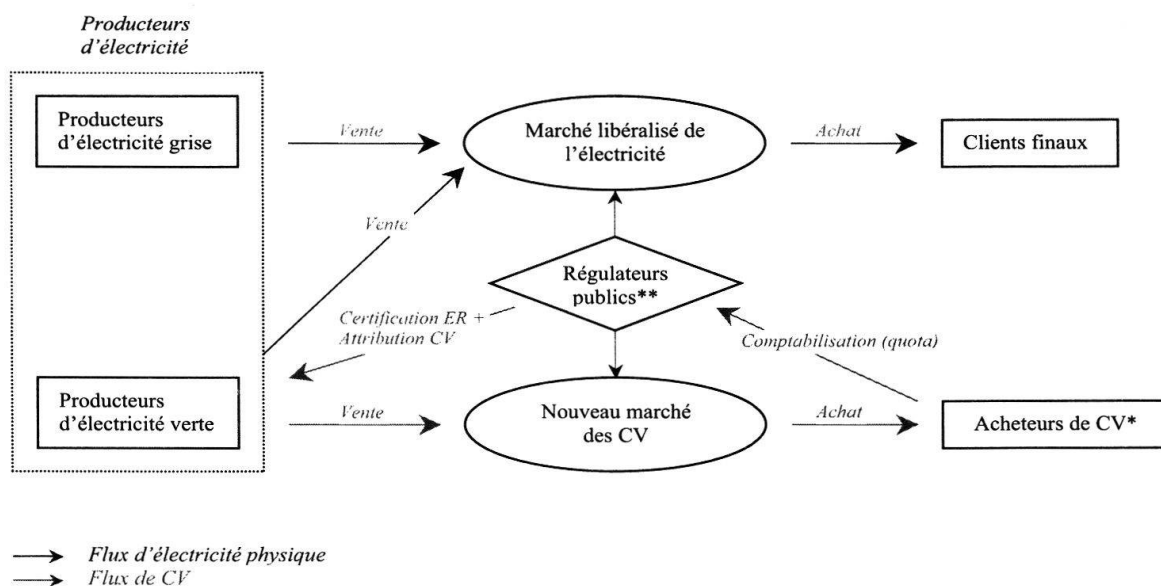 Producteurs
d'électricité
Producteurs
d'électricité grise
Vente
Marché libéralisé de
l'électricité
Achat
Clients finaux
Vente
Régulateurs
publics**
Certification ER +
Attribution CV
Comptabilisation (quota)
Producteurs
d'électricité verte
Vente
Nouveau marché
des CV
Achat
Acheteurs de CV*
Flux d'électricité physique
Flux de CV